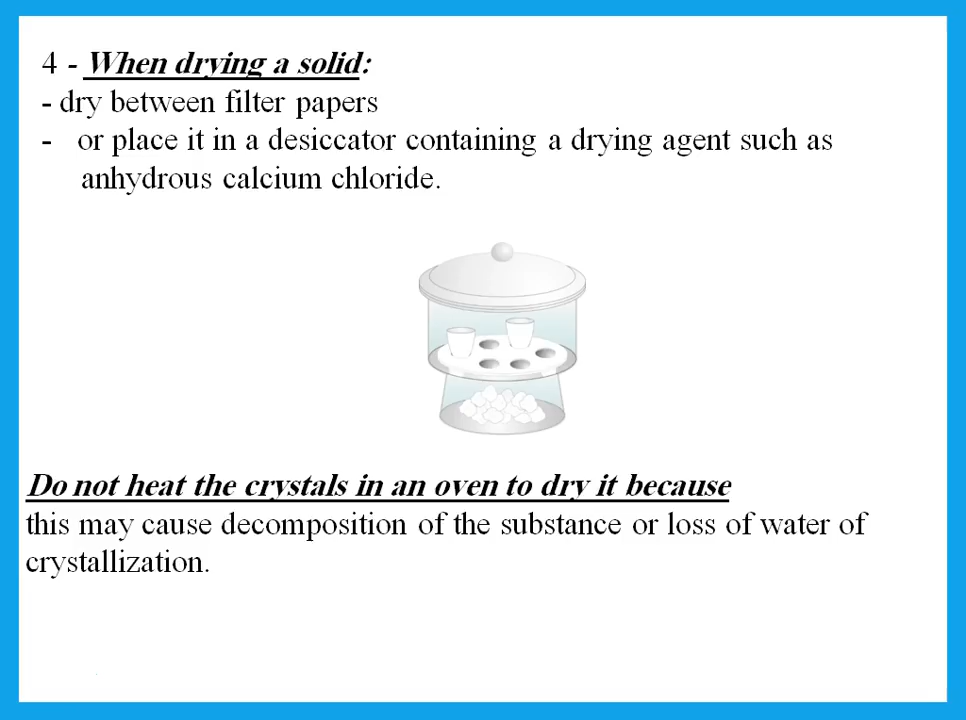 4 - When drying a solid:
- dry between filter papers
- or place it in a desiccator containing a drying agent such as
anhydrous calcium chloride.
Do not heat the crystals in an oven to dry it because
this may cause decomposition of the substance or loss of water of
crystallization.